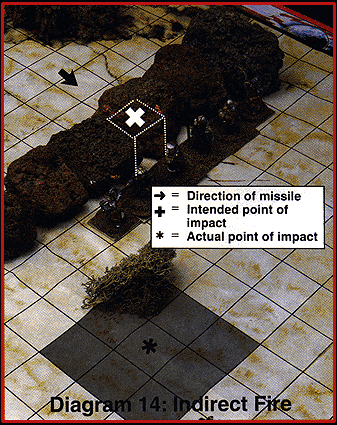 ➔ = Direction of missile
✚ = Intended point of
impact
* = Actual point of impact
Diagram 14: Indirect Fire